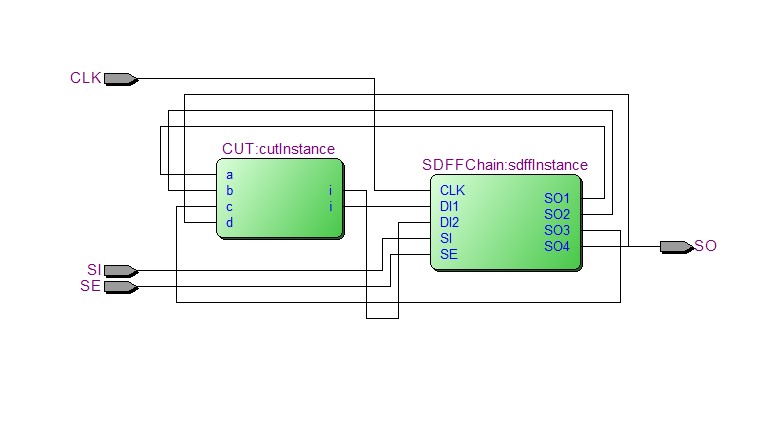 CLK
CUT:cutInstance
a
b i
c i
d
SDFFChain:sdffInstance
CLK SO1
DI1 SO2
DI2 SO3
SI SO4
SE
SO
SI
SE